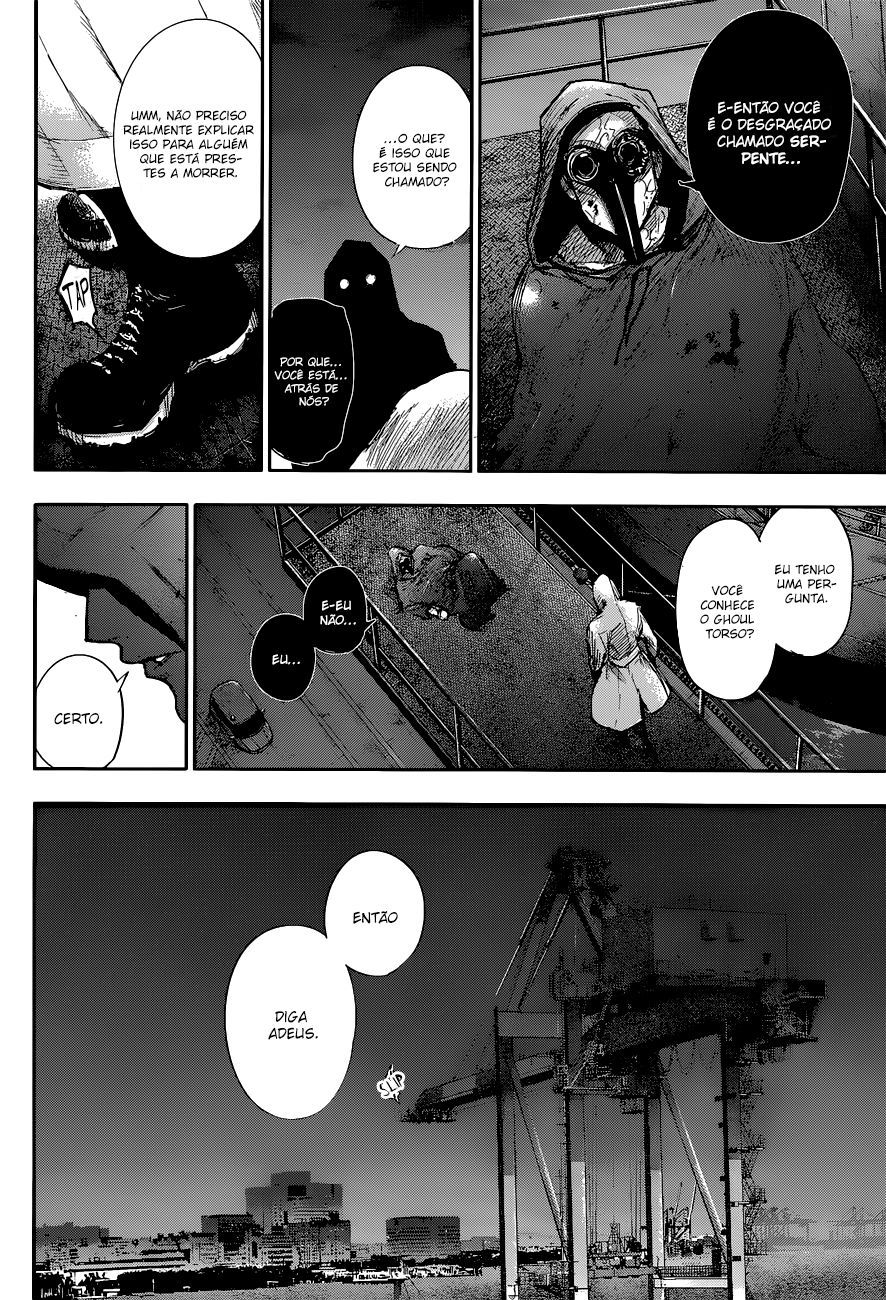 E-ENTÃO VOCÊ
É O DESGRAÇADO
CHAMADO SER-
PENTE...
...O QUE?
É ISSO QUE
ESTOU SENDO
CHAMADO?
POR QUE...
VOCÊ ESTÁ...
ATRÁS DE
NÓS?
UMM, NÃO PRECISO
REALMENTE EXPLICAR
ISSO PARA ALGUÉM
QUE ESTÁ PRES-
TES A MORRER.
TAP
EU TENHO
UMA PER-
GUNTA.
VOCÊ
CONHECE
O GHOUL
TORSO?
E-EU
NÃO...
EU...
CERTO.
ENTÃO
DIGA
ADEUS.
SLIP